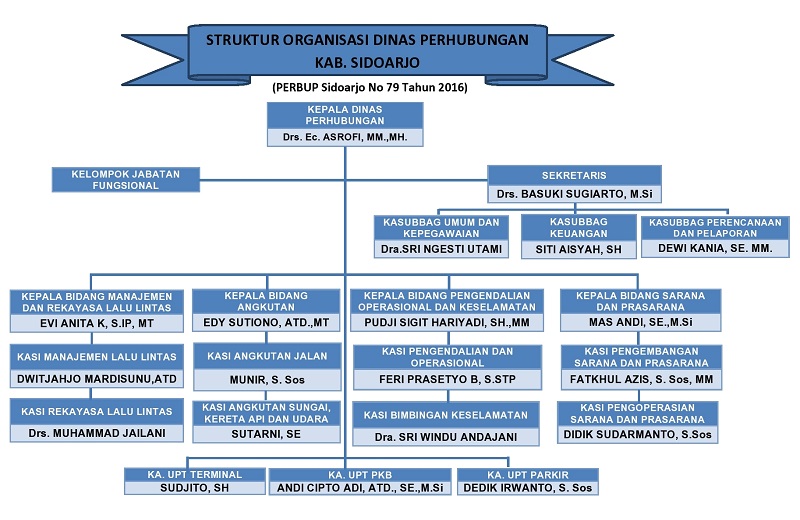 STRUKTUR ORGANISASI DINAS PERHUBUNGAN
KAB. SIDOARJO
(PERBUP Sidoarjo No 79 Tahun 2016)
KEPALA DINAS
PERHUBUNGAN
Drs. Ec. ASROFI, MM.,MH.
KELOMPOK JABATAN
FUNGSIONAL
SEKRETARIS
Drs. BASUKI SUGIARTO, M.Si
KASUBBAG UMUM DAN
KEPEGAWAIAN
Dra.SRI NGESTI UTAMI
KASUBBAG
KEUANGAN
SITI AISYAH, SH
KASUBBAG PERENCANAAN
DAN PELAPORAN
DEWI KANIA, SE. MM.
KEPALA BIDANG MANAJEMEN
DAN REKAYASA LALU LINTAS
EVI ANITA K, S.IP, MT
KASI MANAJEMEN LALU LINTAS
DWITJAHJO MARDISUNU,ATD
KASI REKAYASA LALU LINTAS
Drs. MUHAMMAD JAILANI
KEPALA BIDANG
ANGKUTAN
EDY SUTIONO, ATD.,MT
KASI ANGKUTAN JALAN
MUNIR, S. Sos
KASI ANGKUTAN SUNGAI,
KERETA API DAN UDARA
SUTARNI, SE
KEPALA BIDANG PENGENDALIAN
OPERASIONAL DAN KESELAMATAN
PUDJI SIGIT HARIYADI, SH.,MM
KASI PENGENDALIAN DAN
OPERASIONAL
FERI PRASETYO B, S.STP
KASI BIMBINGAN KESELAMATAN
Dra. SRI WINDU ANDAJANI
KEPALA BIDANG SARANA DAN
PRASARANA
MAS ANDI, SE.,M.Si
KASI PENGEMBANGAN
SARANA DAN PRASARANA
FATKHUL AZIS, S. Sos, MM
KASI PENGOPERASIAN
SARANA DAN PRASARANA
DIDIK SUDARMANTO, S.Sos
KA. UPT TERMINAL
SUDJITO, SH
KA. UPT PKB
ANDI CIPTO ADI, ATD., SE.,M.Si
KA. UPT PARKIR
DEDIK IRWANTO, S. Sos